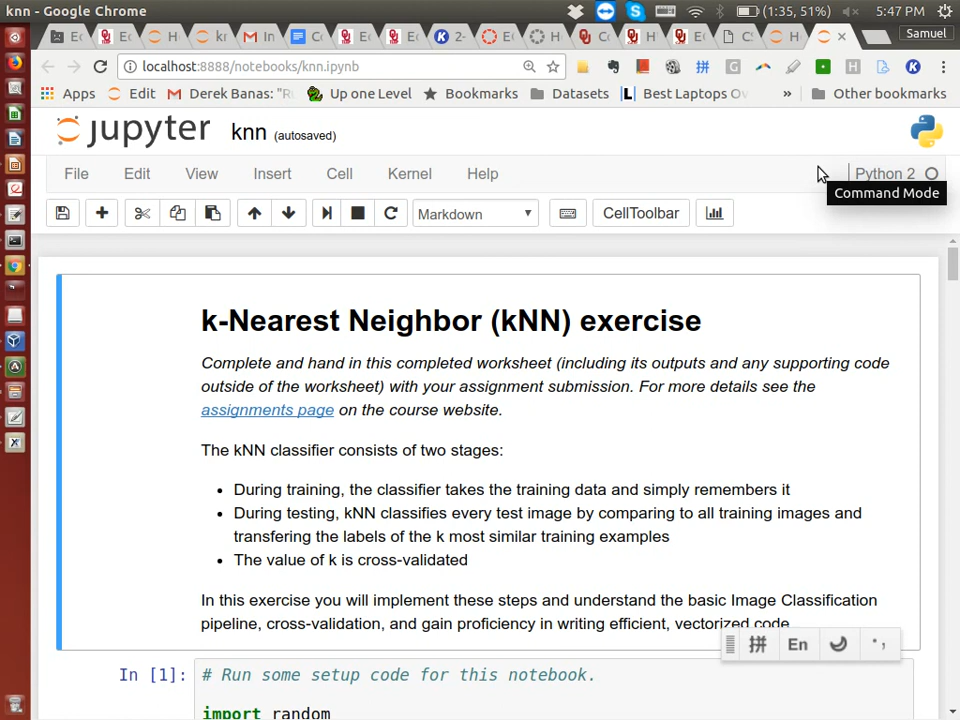 knn - Google Chrome
(1:35, 51%)
5:47 PM
Samuel
localhost:8888/notebooks/knn.ipynb
Apps
Edit
Derek Banas: "R
Up one Level
Bookmarks
Datasets
Best Laptops Ov
»
Other bookmarks
jupyter
knn (autosaved)
File
Edit
View
Insert
Cell
Kernel
Help
Python 2
Command Mode
Markdown
CellToolbar
k-Nearest Neighbor (kNN) exercise
Complete and hand in this completed worksheet (including its outputs and any supporting code
outside of the worksheet) with your assignment submission. For more details see the
assignments page on the course website.
The kNN classifier consists of two stages:
• During training, the classifier takes the training data and simply remembers it
• During testing, kNN classifies every test image by comparing to all training images and
transfering the labels of the k most similar training examples
• The value of k is cross-validated
In this exercise you will implement these steps and understand the basic Image Classification
pipeline, cross-validation, and gain proficiency in writing efficient, vectorized code.
拼
En
In [1]:
# Run some setup code for this notebook.
import random